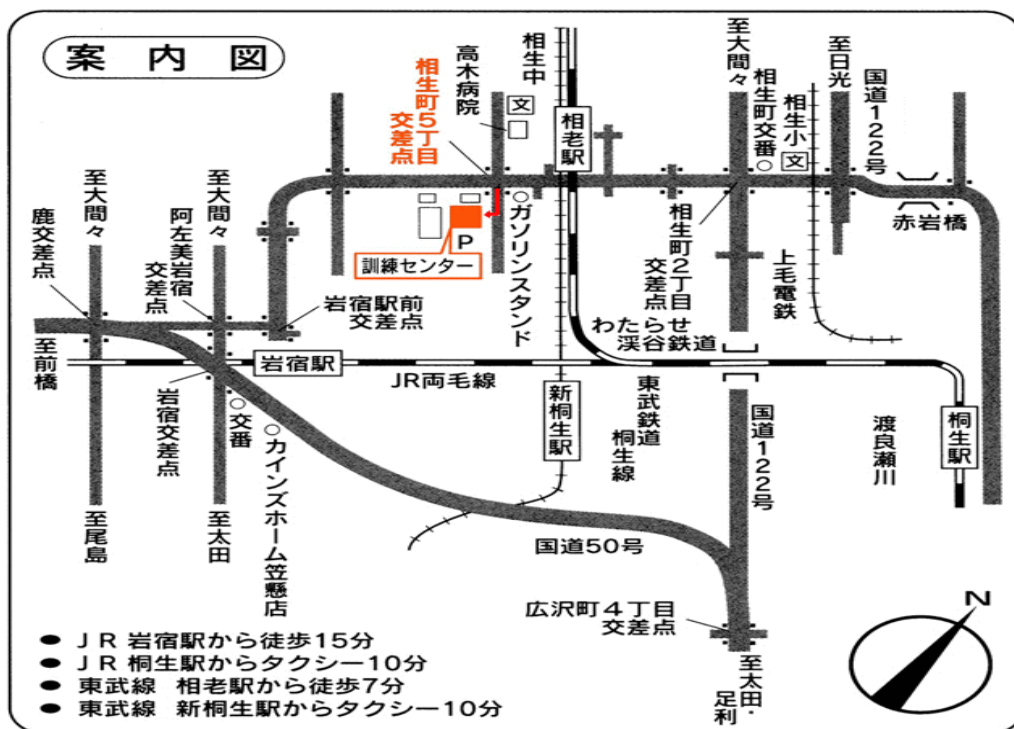 案内図
高木病院
相生中
文
相生町5丁目
交差点
相老駅
至大間々
相生町交番
相生小
文
至日光
国道122号
赤岩橋
至大間々
鹿交差点
至大間々
阿左美岩宿
交差点
P
訓練センター
ガソリンスタンド
相生町2丁目
交差点
上毛電鉄
岩宿駅前
交差点
わたらせ
渓谷鉄道
至前橋
岩宿駅
JR両毛線
岩宿交差点
交番
カインズホーム笠懸店
新桐生駅
東武鉄道
桐生線
国道122号
渡良瀬川
桐生駅
至尾島
至太田
国道50号
広沢町4丁目
交差点
至太田・
足利
N
● JR 岩宿駅から徒歩15分
● JR 桐生駅からタクシー10分
● 東武線 相老駅から徒歩7分
● 東武線 新桐生駅からタクシー10分